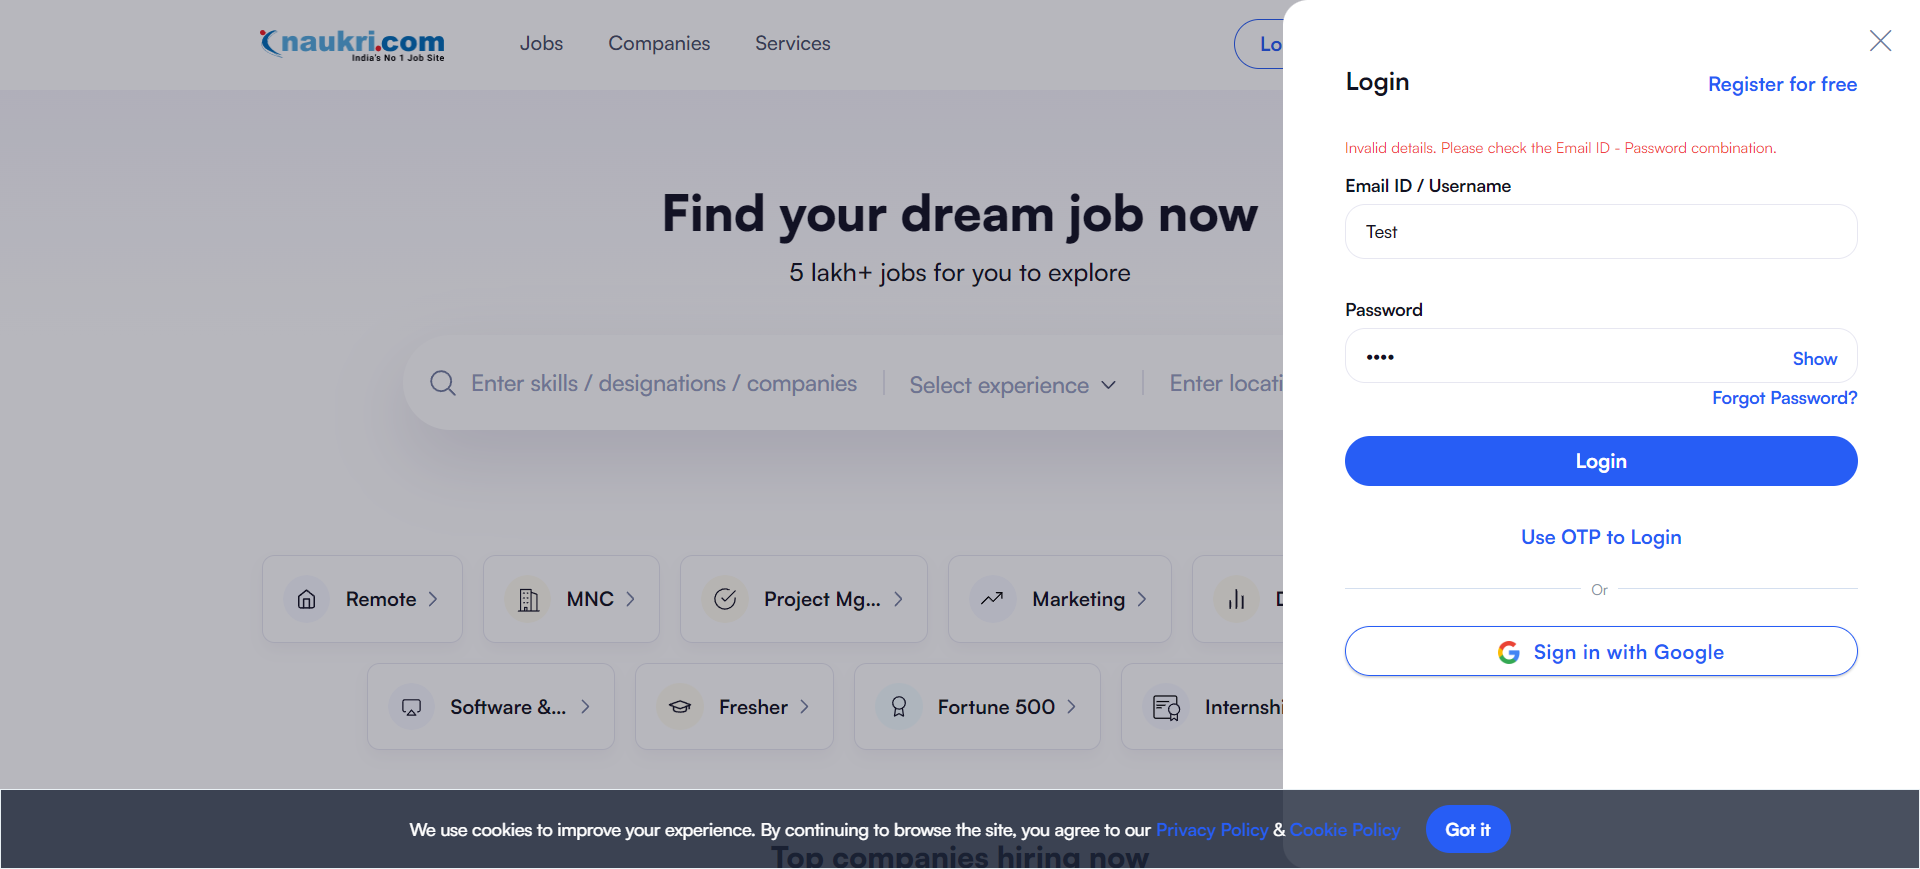 naukri.com
India's No 1 Job Site
Jobs
Companies
Services
Lo
Find your dream job now
5 lakh+ jobs for you to explore
Enter skills / designations / companies
Select experience
Enter locati
Remote
MNC
Project Mg...
Marketing
Software &...
Fresher
Fortune 500
Internshi
Login
Register for free
Invalid details. Please check the Email ID - Password combination.
Email ID / Username
Test
Password
••••
Show
Forgot Password?
Login
Use OTP to Login
Or
Sign in with Google
We use cookies to improve your experience. By continuing to browse the site, you agree to our Privacy Policy & Cookie Policy
Got it
Top companies hiring now